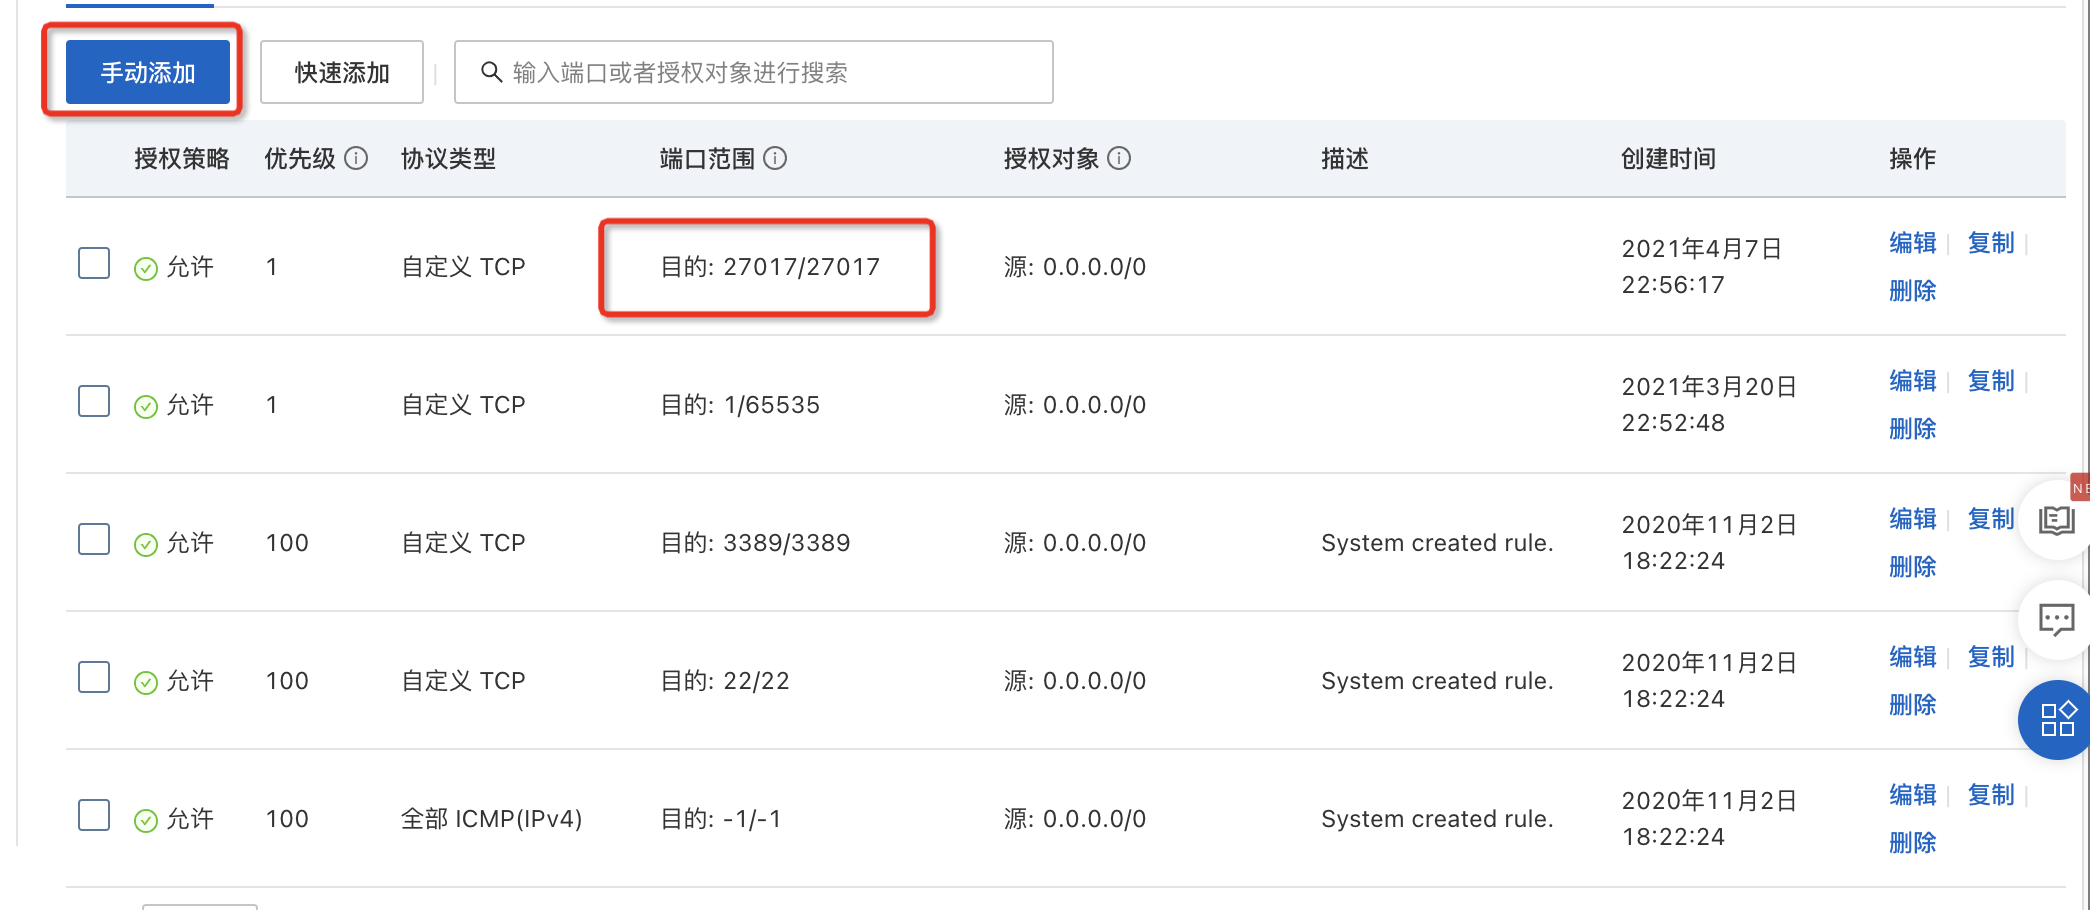 手动添加
快速添加
输入端口或者授权对象进行搜索
授权策略 优先级 协议类型 端口范围 授权对象 描述 创建时间 操作
允许 1 自定义 TCP 目的: 27017/27017 源: 0.0.0.0/0 2021年4月7日 编辑 复制
22:56:17 删除
允许 1 自定义 TCP 目的: 1/65535 源: 0.0.0.0/0 2021年3月20日 编辑 复制
22:52:48 删除
允许 100 自定义 TCP 目的: 3389/3389 源: 0.0.0.0/0 System created rule. 2020年11月2日 编辑 复制
18:22:24 删除
允许 100 自定义 TCP 目的: 22/22 源: 0.0.0.0/0 System created rule. 2020年11月2日 编辑 复制
18:22:24 删除
允许 100 全部 ICMP(IPv4) 目的: -1/-1 源: 0.0.0.0/0 System created rule. 2020年11月2日 编辑 复制
18:22:24 删除